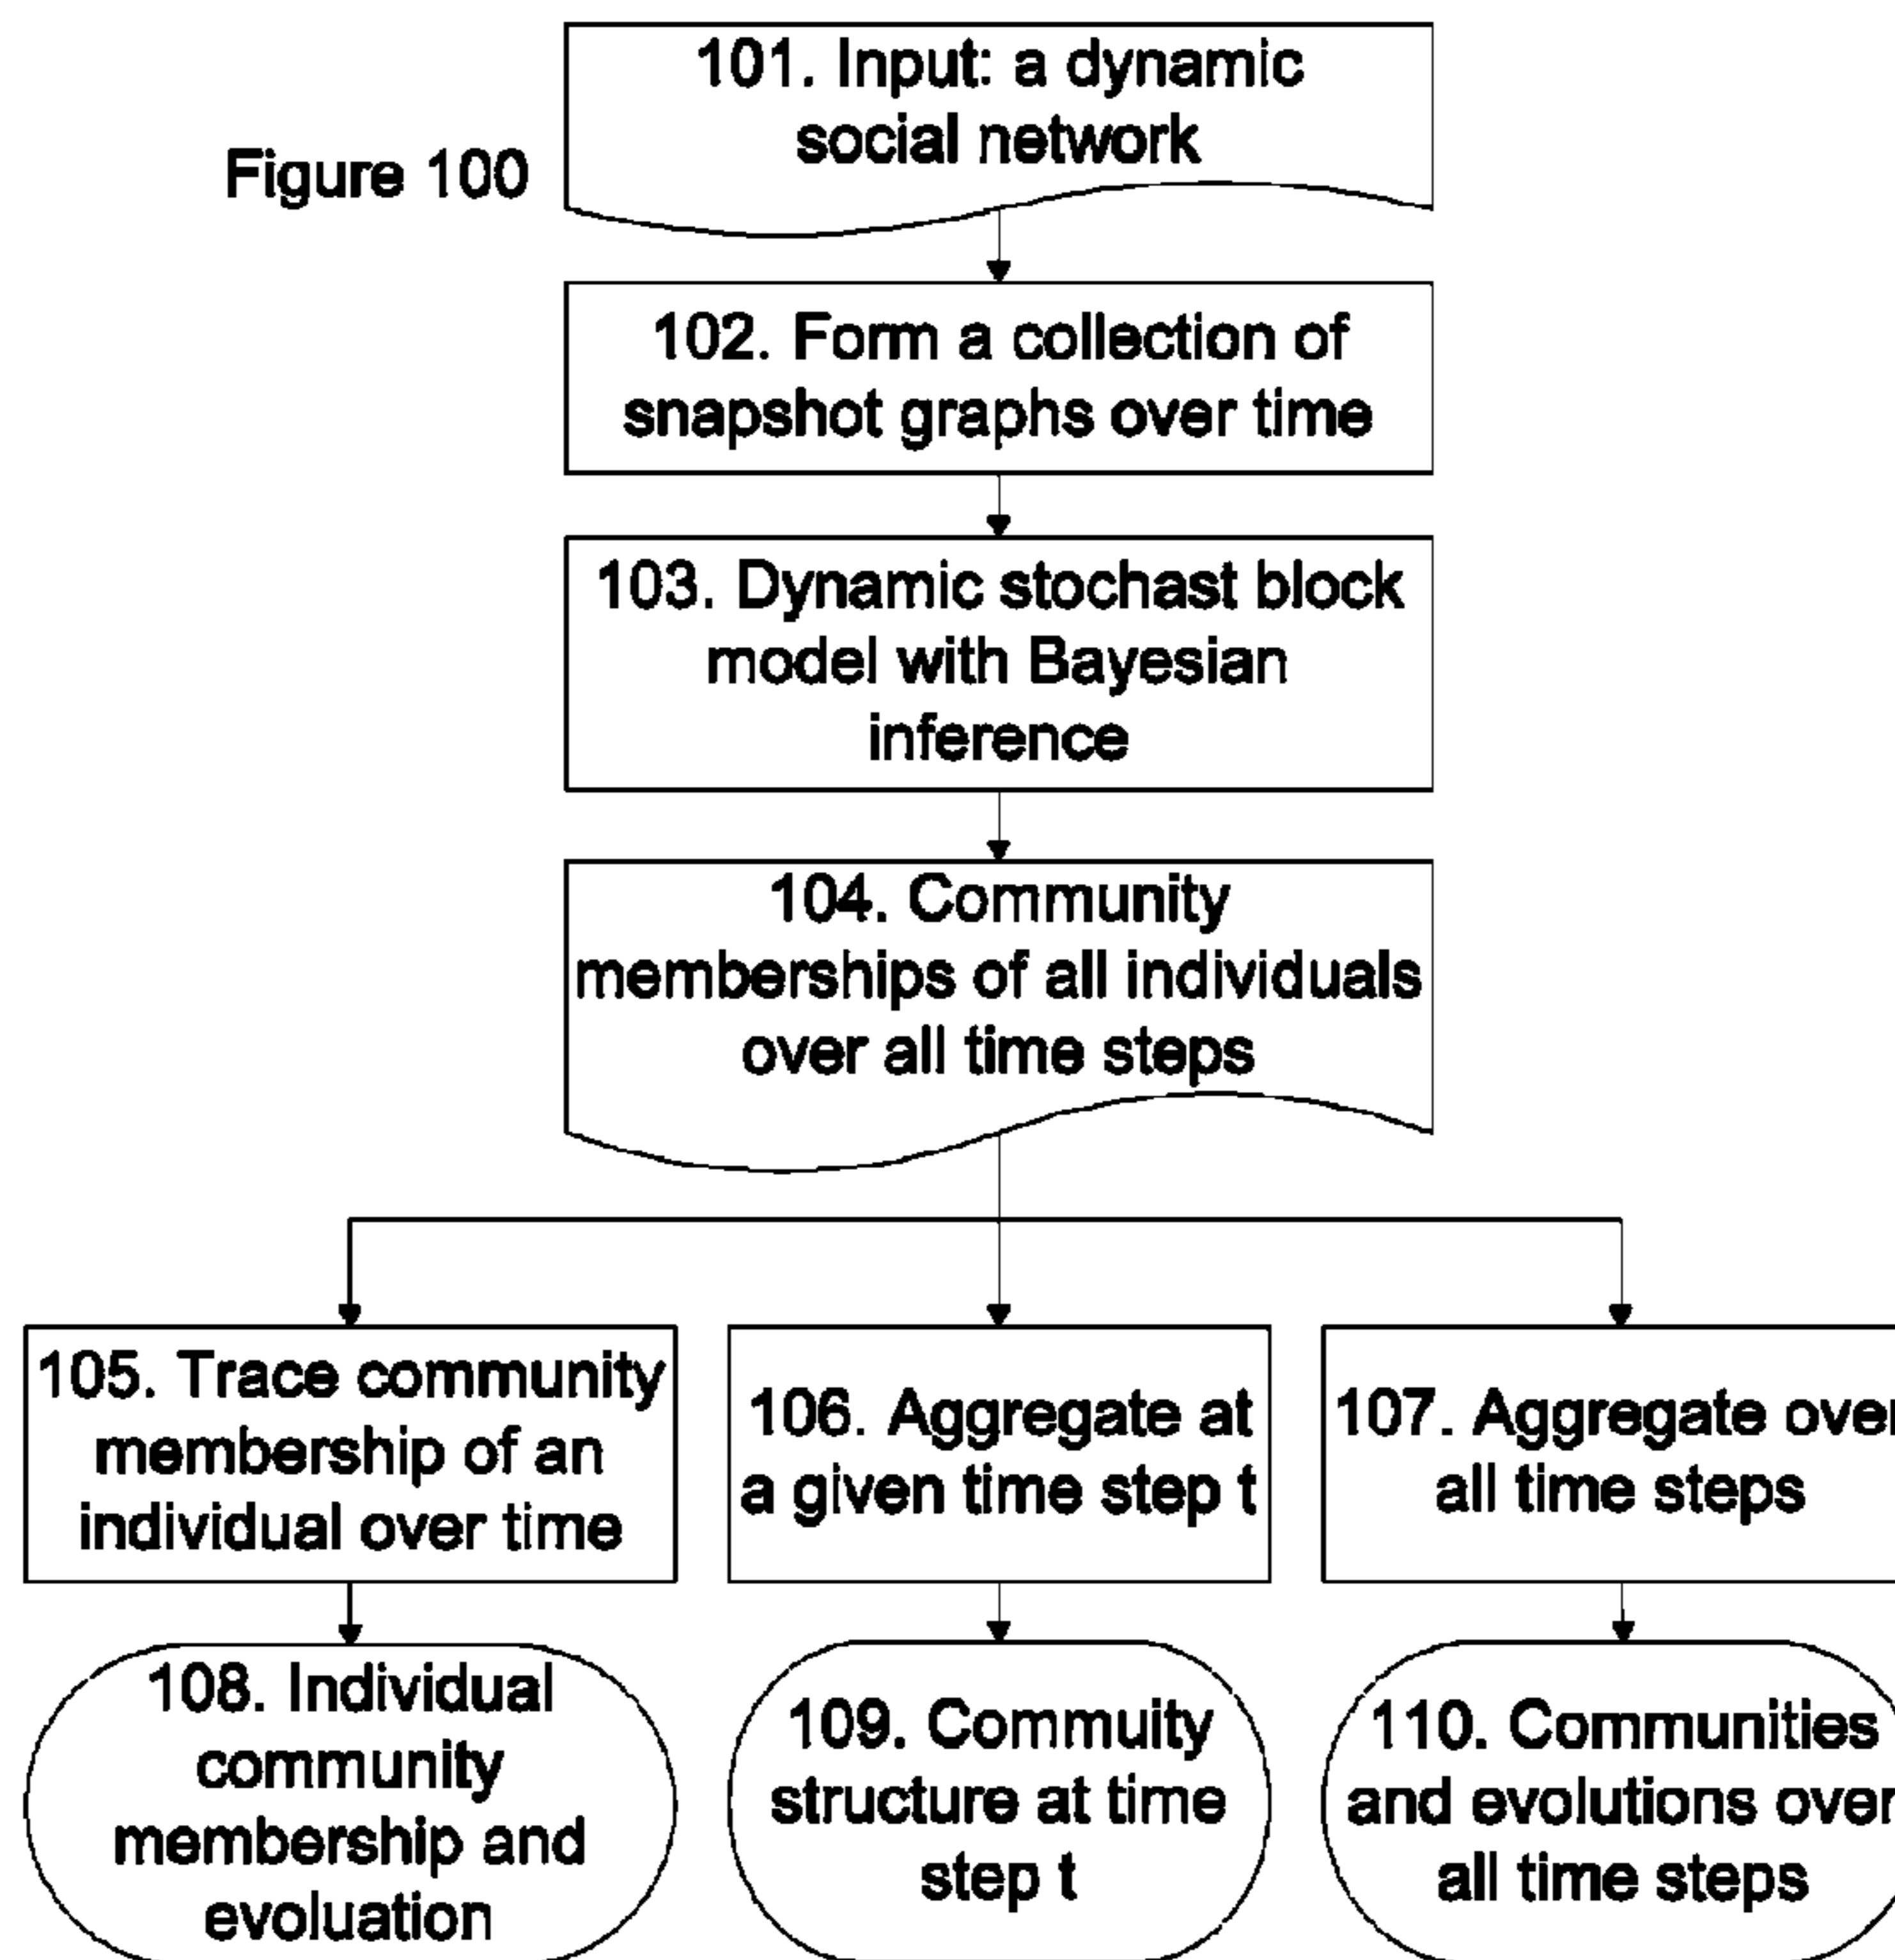 101. Input: a dynamic
social network
Figure 100
102. Form a collection of
snapshot graphs over time
103. Dynamic stochast block
model with Bayesian
inference
104. Community
memberships of all individuals
over all time steps
105. Trace community
membership of an
individual over time
106. Aggregate at
a given time step t
107. Aggregate over
all time steps
108. Individual
community
membership and
evoluation
109. Commuity
structure at time
step t
110. Communities
and evolutions over
all time steps